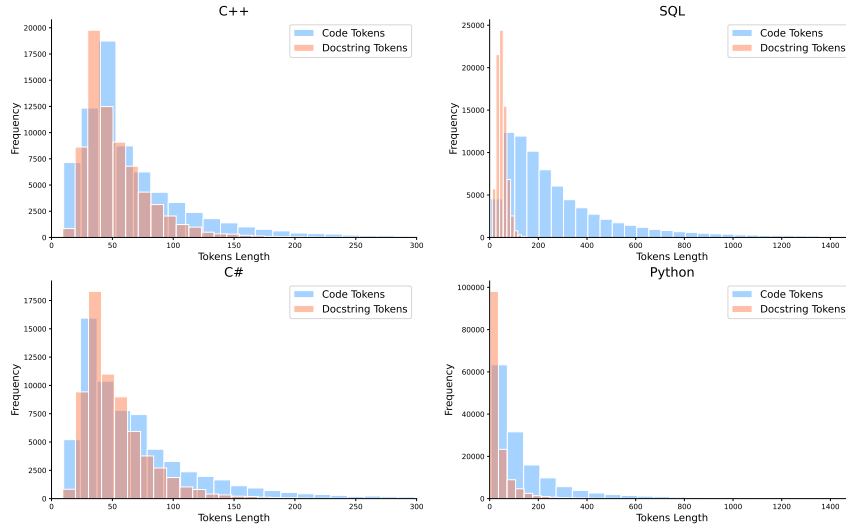 C++
Code Tokens
Docstring Tokens
Frequency
20000
17500
15000
12500
10000
7500
5000
2500
0
0 50 100 150 200 250 300
Tokens Length
SQL
Code Tokens
Docstring Tokens
Frequency
25000
20000
15000
10000
5000
0
0 200 400 600 800 1000 1200 1400
Tokens Length
C#
Code Tokens
Docstring Tokens
Frequency
17500
15000
12500
10000
7500
5000
2500
0
0 50 100 150 200 250 300
Tokens Length
Python
Code Tokens
Docstring Tokens
Frequency
100000
80000
60000
40000
20000
0
0 200 400 600 800 1000 1200 1400
Tokens Length